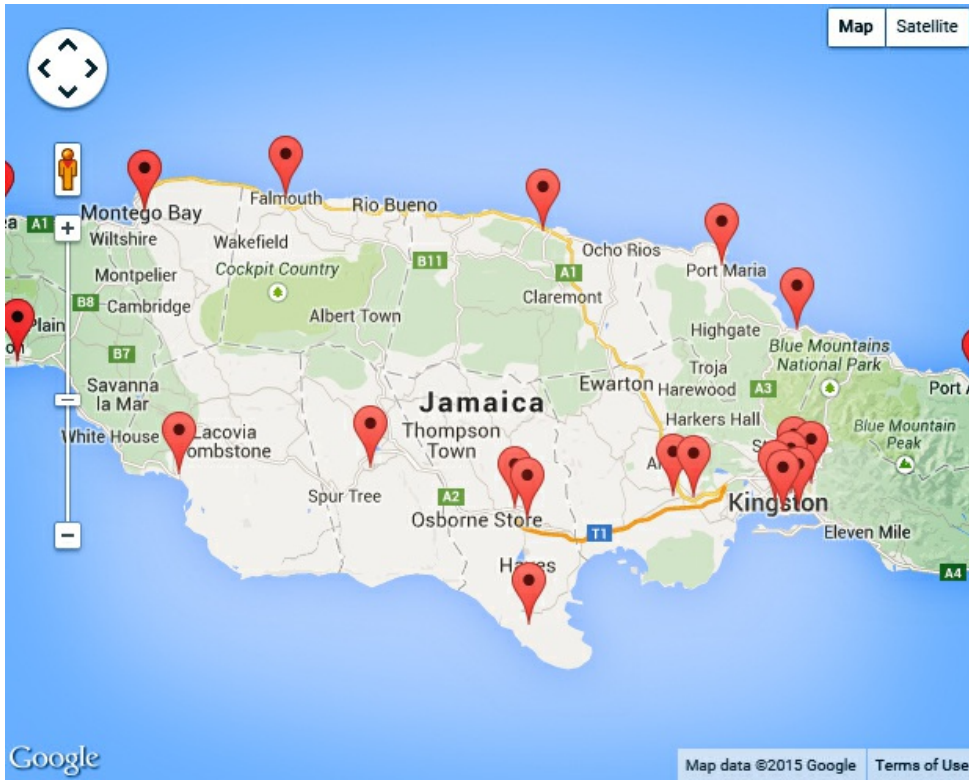 Map
Satellite
Falmouth
Rio Bueno
Montego Bay
A1
Wiltshire
Wakefield
B11
Ocho Rios
Port Maria
Montpelier
Cockpit Country
A1
Claremont
B8
Cambridge
Albert Town
Highgate
Plain
B7
Troja
Blue Mountains
National Park
Savanna
la Mar
Jamaica
Ewarton
Harewood
A3
Port A
White House
Lacovia
Tombstone
Thompson
Town
Harkers Hall
Blue Mountain
Peak
Spur Tree
A2
Osborne Store
Kingston
T1
Eleven Mile
Hayes
A4
Google
Map data ©2015 Google
Terms of Use